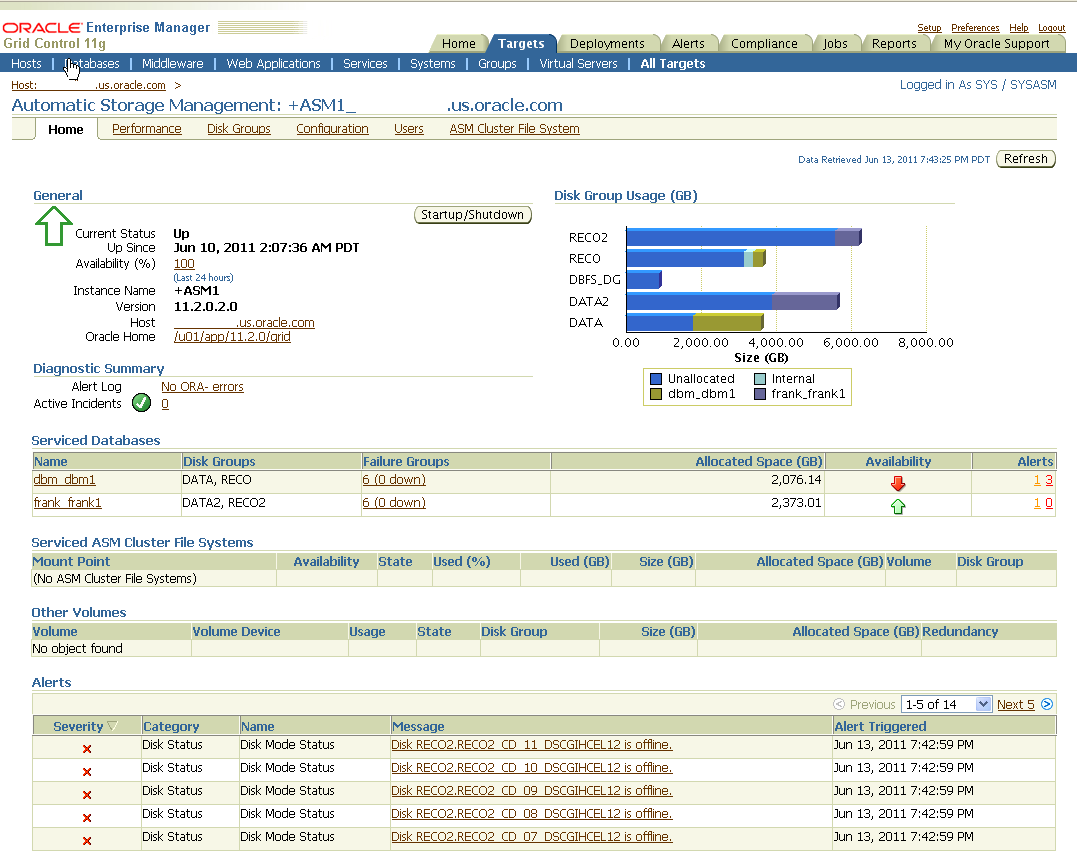 ORACLE Enterprise Manager
Grid Control 11g
Setup Preferences Help Logout
Home Targets Deployments Alerts Compliance Jobs Reports My Oracle Support
Hosts | Databases | Middleware | Web Applications | Services | Systems | Groups | Virtual Servers | All Targets
Host: .us.oracle.com >
Logged in As SYS / SYSASM
Automatic Storage Management: +ASM1_ .us.oracle.com
Home Performance Disk Groups Configuration Users ASM Cluster File System
Data Retrieved Jun 13, 2011 7:43:25 PM PDT Refresh
General
Startup/Shutdown
Current Status Up
Up Since Jun 10, 2011 2:07:36 AM PDT
Availability (%) 100
(Last 24 hours)
Instance Name +ASM1
Version 11.2.0.2.0
Host .us.oracle.com
Oracle Home /u01/app/11.2.0/grid
Disk Group Usage (GB)
RECO2
RECO
DBFS_DG
DATA2
DATA
0.00 2,000.00 4,000.00 6,000.00 8,000.00
Size (GB)
Unallocated Internal
dbm_dbm1 frank_frank1
Diagnostic Summary
Alert Log No ORA- errors
Active Incidents 0
Serviced Databases
Name Disk Groups Failure Groups Allocated Space (GB) Availability Alerts
dbm_dbm1 DATA, RECO 6 (0 down) 2,076.14 1 3
frank_frank1 DATA2, RECO2 6 (0 down) 2,373.01 1 0
Serviced ASM Cluster File Systems
Mount Point Availability State Used (%) Used (GB) Size (GB) Allocated Space (GB) Volume Disk Group
(No ASM Cluster File Systems)
Other Volumes
Volume Volume Device Usage State Disk Group Size (GB) Allocated Space (GB) Redundancy
No object found
Alerts
Previous 1-5 of 14 Next 5
Severity Category Name Message Alert Triggered
Disk Status Disk Mode Status Disk RECO2.RECO2_CD_11_DSCGIHCEL12 is offline. Jun 13, 2011 7:42:59 PM
Disk Status Disk Mode Status Disk RECO2.RECO2_CD_10_DSCGIHCEL12 is offline. Jun 13, 2011 7:42:59 PM
Disk Status Disk Mode Status Disk RECO2.RECO2_CD_09_DSCGIHCEL12 is offline. Jun 13, 2011 7:42:59 PM
Disk Status Disk Mode Status Disk RECO2.RECO2_CD_08_DSCGIHCEL12 is offline. Jun 13, 2011 7:42:59 PM
Disk Status Disk Mode Status Disk RECO2.RECO2_CD_07_DSCGIHCEL12 is offline. Jun 13, 2011 7:42:59 PM